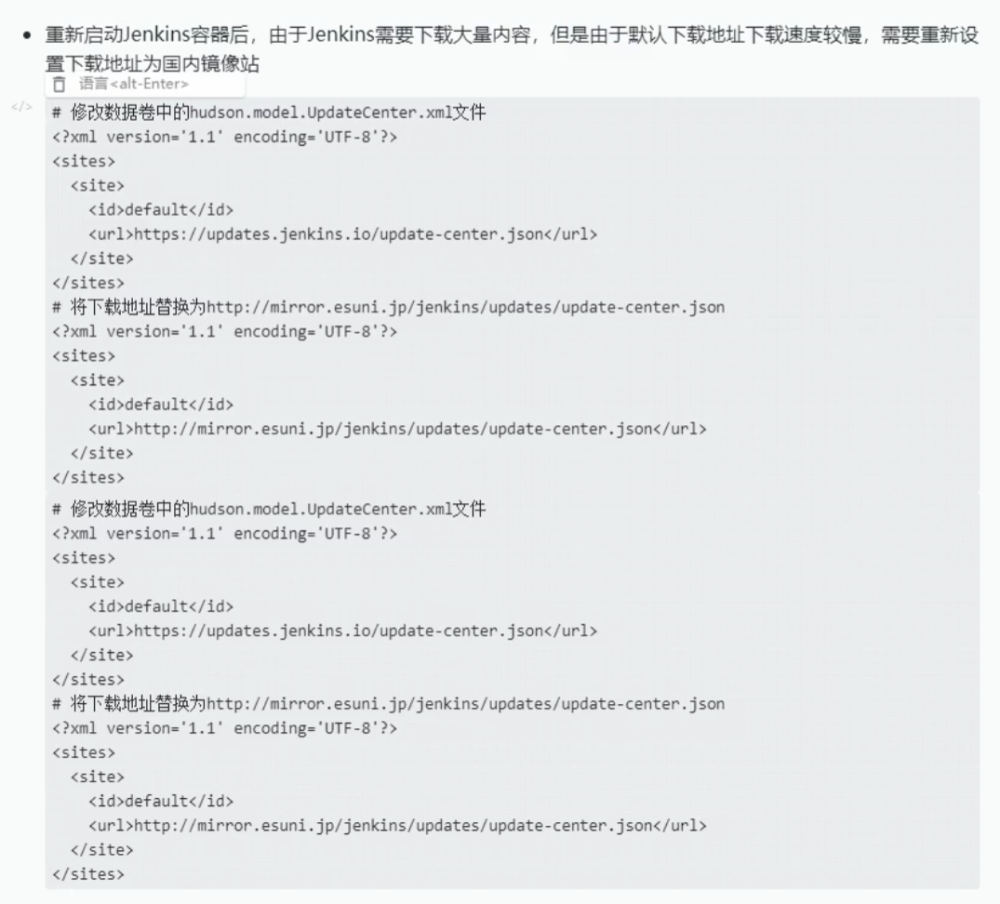 • 重新启动Jenkins容器后，由于Jenkins需要下载大量内容，但是由于默认下载地址下载速度较慢，需要重新设
置下载地址为国内镜像站
语言<alt-Enter>
</>
# 修改数据卷中的hudson.model.UpdateCenter.xml文件
<?xml version='1.1' encoding='UTF-8'?>
<sites>
  <site>
    <id>default</id>
    <url>https://updates.jenkins.io/update-center.json</url>
  </site>
</sites>
# 将下载地址替换为http://mirror.esuni.jp/jenkins/updates/update-center.json
<?xml version='1.1' encoding='UTF-8'?>
<sites>
  <site>
    <id>default</id>
    <url>http://mirror.esuni.jp/jenkins/updates/update-center.json</url>
  </site>
</sites>
# 修改数据卷中的hudson.model.UpdateCenter.xml文件
<?xml version='1.1' encoding='UTF-8'?>
<sites>
  <site>
    <id>default</id>
    <url>https://updates.jenkins.io/update-center.json</url>
  </site>
</sites>
# 将下载地址替换为http://mirror.esuni.jp/jenkins/updates/update-center.json
<?xml version='1.1' encoding='UTF-8'?>
<sites>
  <site>
    <id>default</id>
    <url>http://mirror.esuni.jp/jenkins/updates/update-center.json</url>
  </site>
</sites>